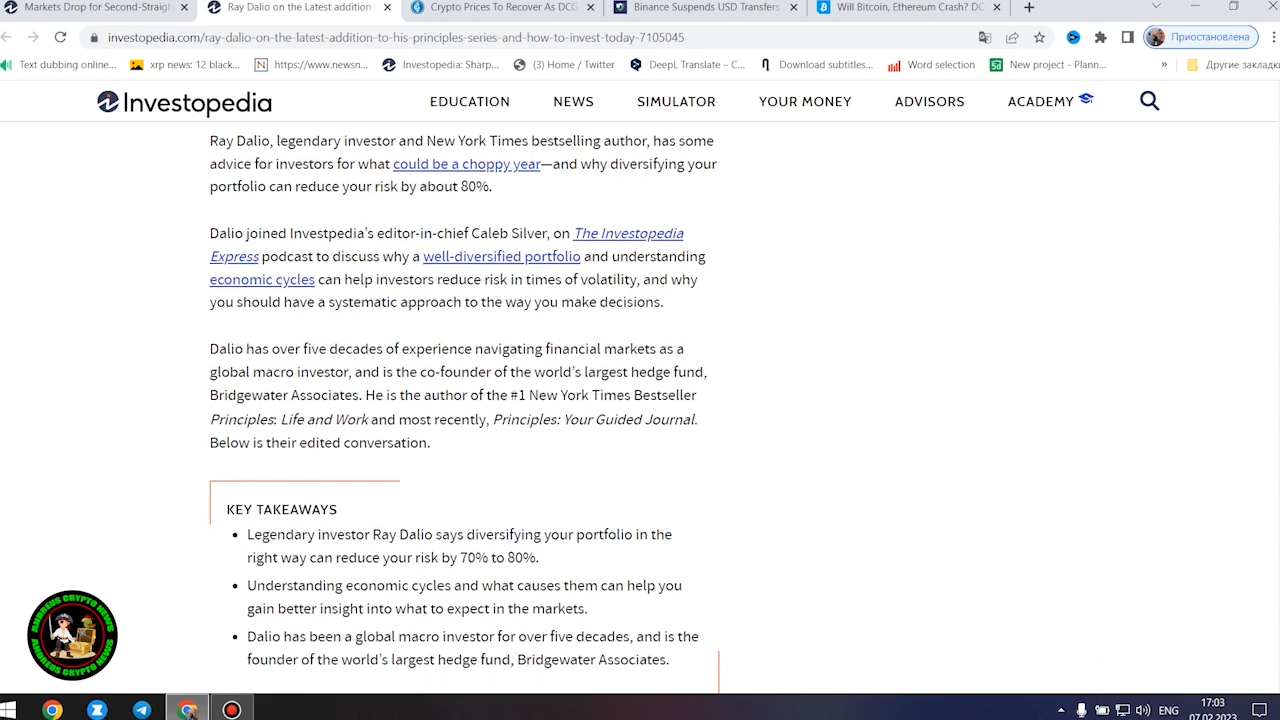 Markets Drop for Second-Straigh
Ray Dalio on the Latest addition
Crypto Prices To Recover As DCG
Binance Suspends USD Transfers
Will Bitcoin, Ethereum Crash? DC
investopedia.com/ray-dalio-on-the-latest-addition-to-his-principles-series-and-how-to-invest-today-7105045
Приостановлена
Text dubbing online...
xrp news: 12 black...
https://www.newsn...
Investopedia: Sharp...
(3) Home / Twitter
DeepL Translate – C...
Download subtitles...
Word selection
New project - Plann...
»
Другие закладки
Investopedia
EDUCATION
NEWS
SIMULATOR
YOUR MONEY
ADVISORS
ACADEMY
Ray Dalio, legendary investor and New York Times bestselling author, has some
advice for investors for what could be a choppy year—and why diversifying your
portfolio can reduce your risk by about 80%.
Dalio joined Investpedia’s editor-in-chief Caleb Silver, on The Investopedia
Express podcast to discuss why a well-diversified portfolio and understanding
economic cycles can help investors reduce risk in times of volatility, and why
you should have a systematic approach to the way you make decisions.
Dalio has over five decades of experience navigating financial markets as a
global macro investor, and is the co-founder of the world’s largest hedge fund,
Bridgewater Associates. He is the author of the #1 New York Times Bestseller
Principles: Life and Work and most recently, Principles: Your Guided Journal.
Below is their edited conversation.
KEY TAKEAWAYS
• Legendary investor Ray Dalio says diversifying your portfolio in the
right way can reduce your risk by 70% to 80%.
• Understanding economic cycles and what causes them can help you
gain better insight into what to expect in the markets.
• Dalio has been a global macro investor for over five decades, and is the
founder of the world’s largest hedge fund, Bridgewater Associates.
ANDREUS CRYPTO NEWS
ANDREUS CRYPTO NEWS
ENG
17:03
07.02.2023